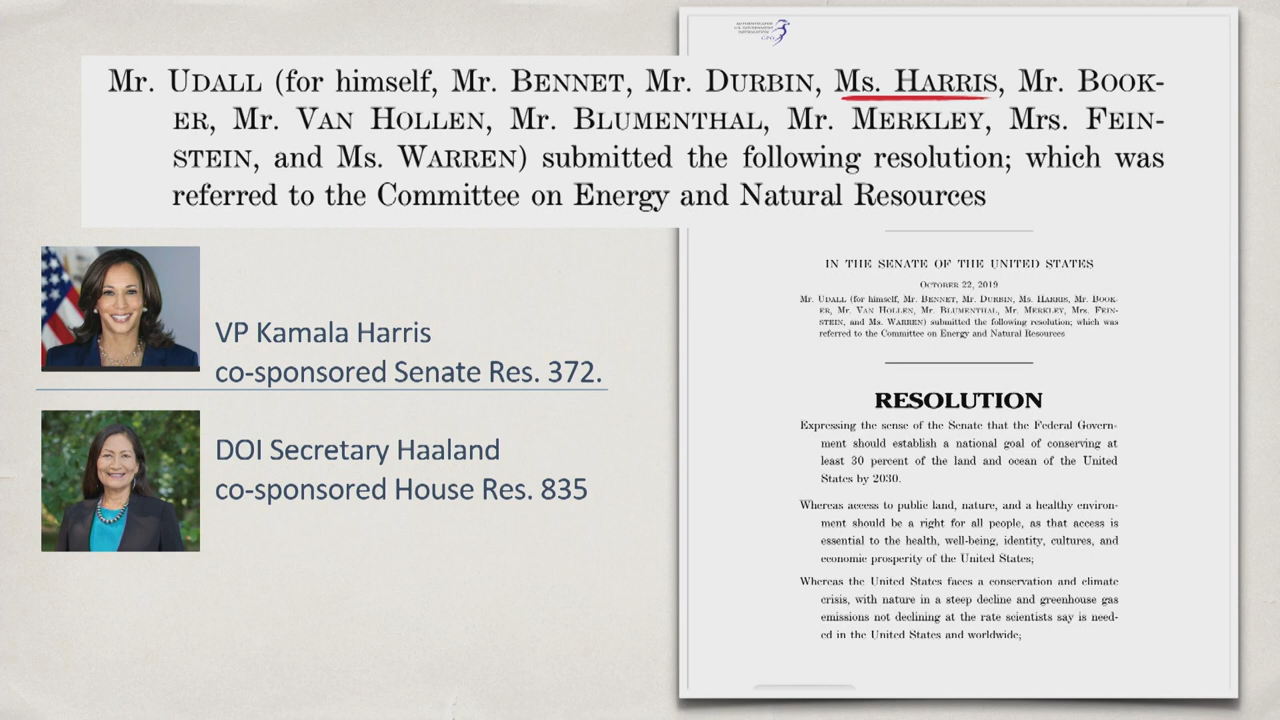 AUTHENTICATED
U.S. GOVERNMENT
INFORMATION
GPO
Mr. UDALL (for himself, Mr. BENNET, Mr. DURBIN, Ms. HARRIS, Mr. BOOK-
ER, Mr. VAN HOLLEN, Mr. BLUMENTHAL, Mr. MERKLEY, Mrs. FEIN-
STEIN, and Ms. WARREN) submitted the following resolution; which was
referred to the Committee on Energy and Natural Resources
VP Kamala Harris
co-sponsored Senate Res. 372.
DOI Secretary Haaland
co-sponsored House Res. 835
IN THE SENATE OF THE UNITED STATES
OCTOBER 22, 2019
Mr. UDALL (for himself, Mr. BENNET, Mr. DURBIN, Ms. HARRIS, Mr. BOOK-
ER, Mr. VAN HOLLEN, Mr. BLUMENTHAL, Mr. MERKLEY, Mrs. FEIN-
STEIN, and Ms. WARREN) submitted the following resolution; which was
referred to the Committee on Energy and Natural Resources
RESOLUTION
Expressing the sense of the Senate that the Federal Govern-
ment should establish a national goal of conserving at
least 30 percent of the land and ocean of the United
States by 2030.
Whereas access to public land, nature, and a healthy environ-
ment should be a right for all people, as that access is
essential to the health, well-being, identity, cultures, and
economic prosperity of the United States;
Whereas the United States faces a conservation and climate
crisis, with nature in a steep decline and greenhouse gas
emissions not declining at the rate scientists say is need-
ed in the United States and worldwide;